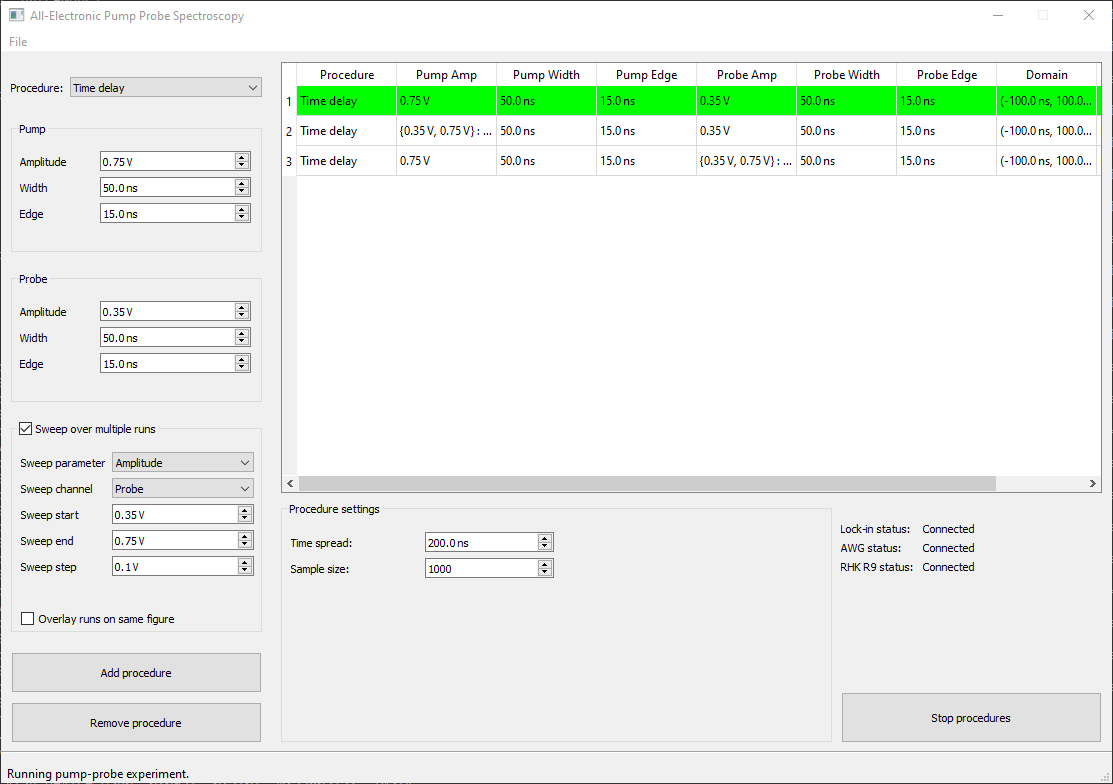 All-Electronic Pump Probe Spectroscopy
File
Procedure: Time delay
Pump
Amplitude 0.75 V
Width 50.0 ns
Edge 15.0 ns
Probe
Amplitude 0.35 V
Width 50.0 ns
Edge 15.0 ns
Sweep over multiple runs
Sweep parameter Amplitude
Sweep channel Probe
Sweep start 0.35 V
Sweep end 0.75 V
Sweep step 0.1 V
Overlay runs on same figure
Add procedure
Remove procedure
Procedure Pump Amp Pump Width Pump Edge Probe Amp Probe Width Probe Edge Domain
1 Time delay 0.75 V 50.0 ns 15.0 ns 0.35 V 50.0 ns 15.0 ns (-100.0 ns, 100.0...
2 Time delay {0.35 V, 0.75 V} : ... 50.0 ns 15.0 ns 0.35 V 50.0 ns 15.0 ns (-100.0 ns, 100.0...
3 Time delay 0.75 V 50.0 ns 15.0 ns {0.35 V, 0.75 V} : ... 50.0 ns 15.0 ns (-100.0 ns, 100.0...
Procedure settings
Time spread: 200.0 ns
Sample size: 1000
Lock-in status: Connected
AWG status: Connected
RHK R9 status: Connected
Stop procedures
Running pump-probe experiment.